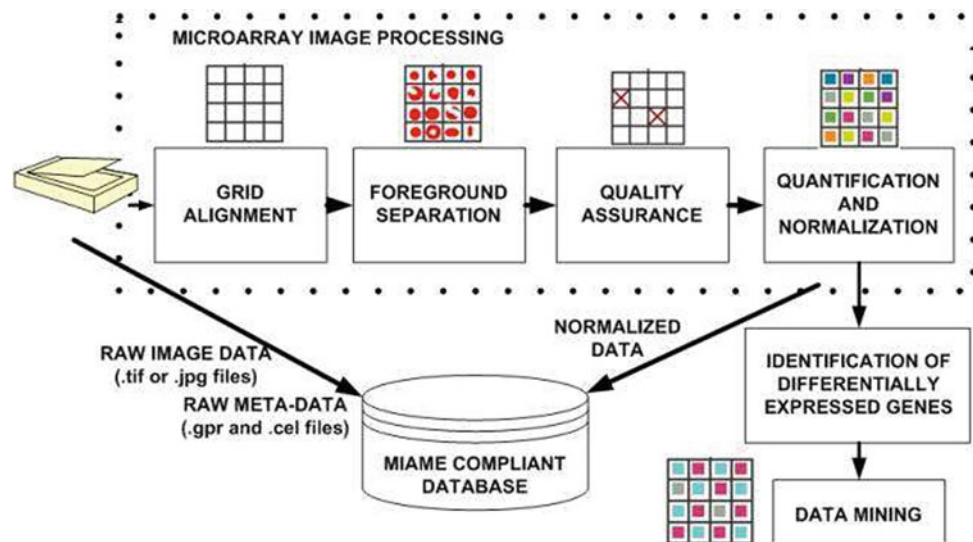 MICROARRAY IMAGE PROCESSING
GRID
ALIGNMENT
FOREGROUND
SEPARATION
QUALITY
ASSURANCE
QUANTIFICATION
AND
NORMALIZATION
RAW IMAGE DATA
(.tif or .jpg files)
RAW META-DATA
(.gpr and .cel files)
NORMALIZED
DATA
MIAME COMPLIANT
DATABASE
IDENTIFICATION OF
DIFFERENTIALLY
EXPRESSED GENES
DATA MINING